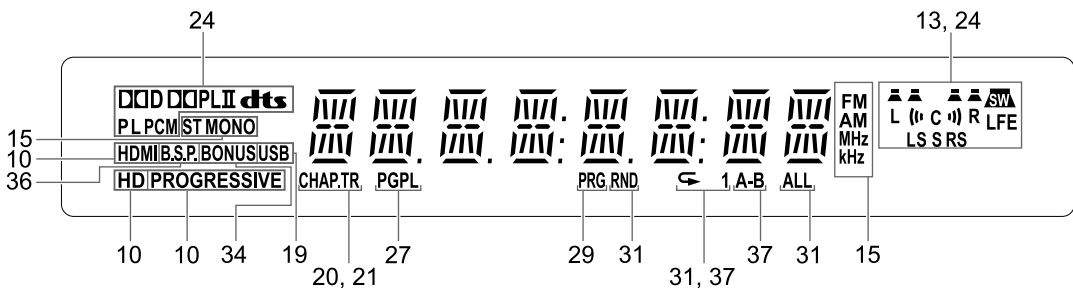 24
13, 24
DD DDPLII dts
PL PCM ST MONO
15
10
HDMI B.S.P. BONUS USB
36
HD PROGRESSIVE
CHAP.TR
PGPL
PRG RND
1 A-B
ALL
FM
AM
MHz
kHz
SW
L C R LFE
LS S RS
10
10
34
19
20, 21
27
29
31
31, 37
37
31
15